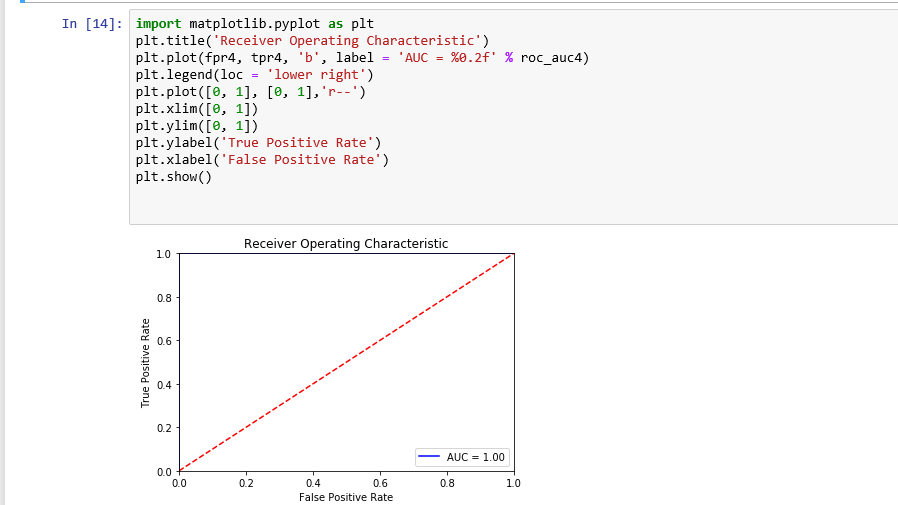 In [14]: import matplotlib.pyplot as plt
plt.title('Receiver Operating Characteristic')
plt.plot(fpr4, tpr4, 'b', label = 'AUC = %0.2f' % roc_auc4)
plt.legend(loc = 'lower right')
plt.plot([0, 1], [0, 1],'r--')
plt.xlim([0, 1])
plt.ylim([0, 1])
plt.ylabel('True Positive Rate')
plt.xlabel('False Positive Rate')
plt.show()
Receiver Operating Characteristic
1.0
0.8
0.6
0.4
0.2
0.0
True Positive Rate
AUC = 1.00
0.0 0.2 0.4 0.6 0.8 1.0
False Positive Rate